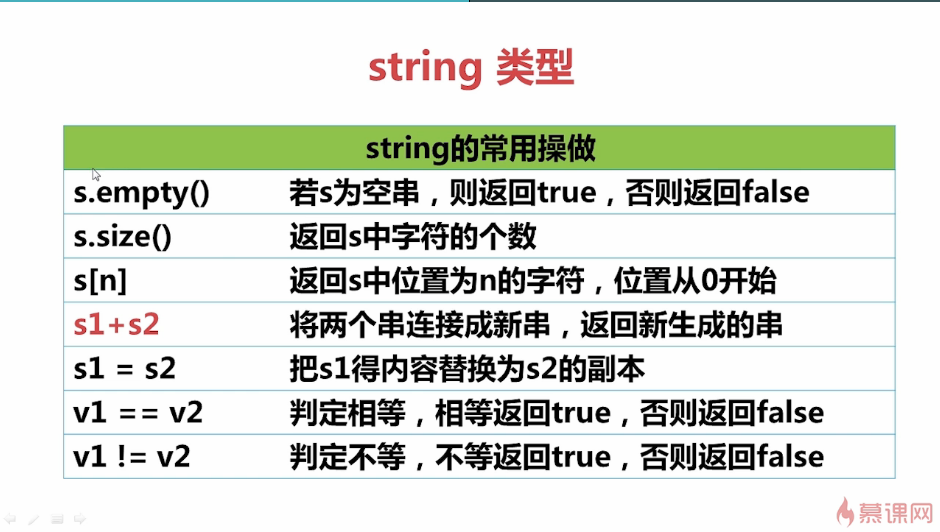 string 类型
string的常用操做
s.empty() 若s为空串，则返回true，否则返回false
s.size() 返回s中字符的个数
s[n] 返回s中位置为n的字符，位置从0开始
s1+s2 将两个串连接成新串，返回新生成的串
s1 = s2 把s1得内容替换为s2的副本
v1 == v2 判定相等，相等返回true，否则返回false
v1 != v2 判定不等，不等返回true，否则返回false
慕课网